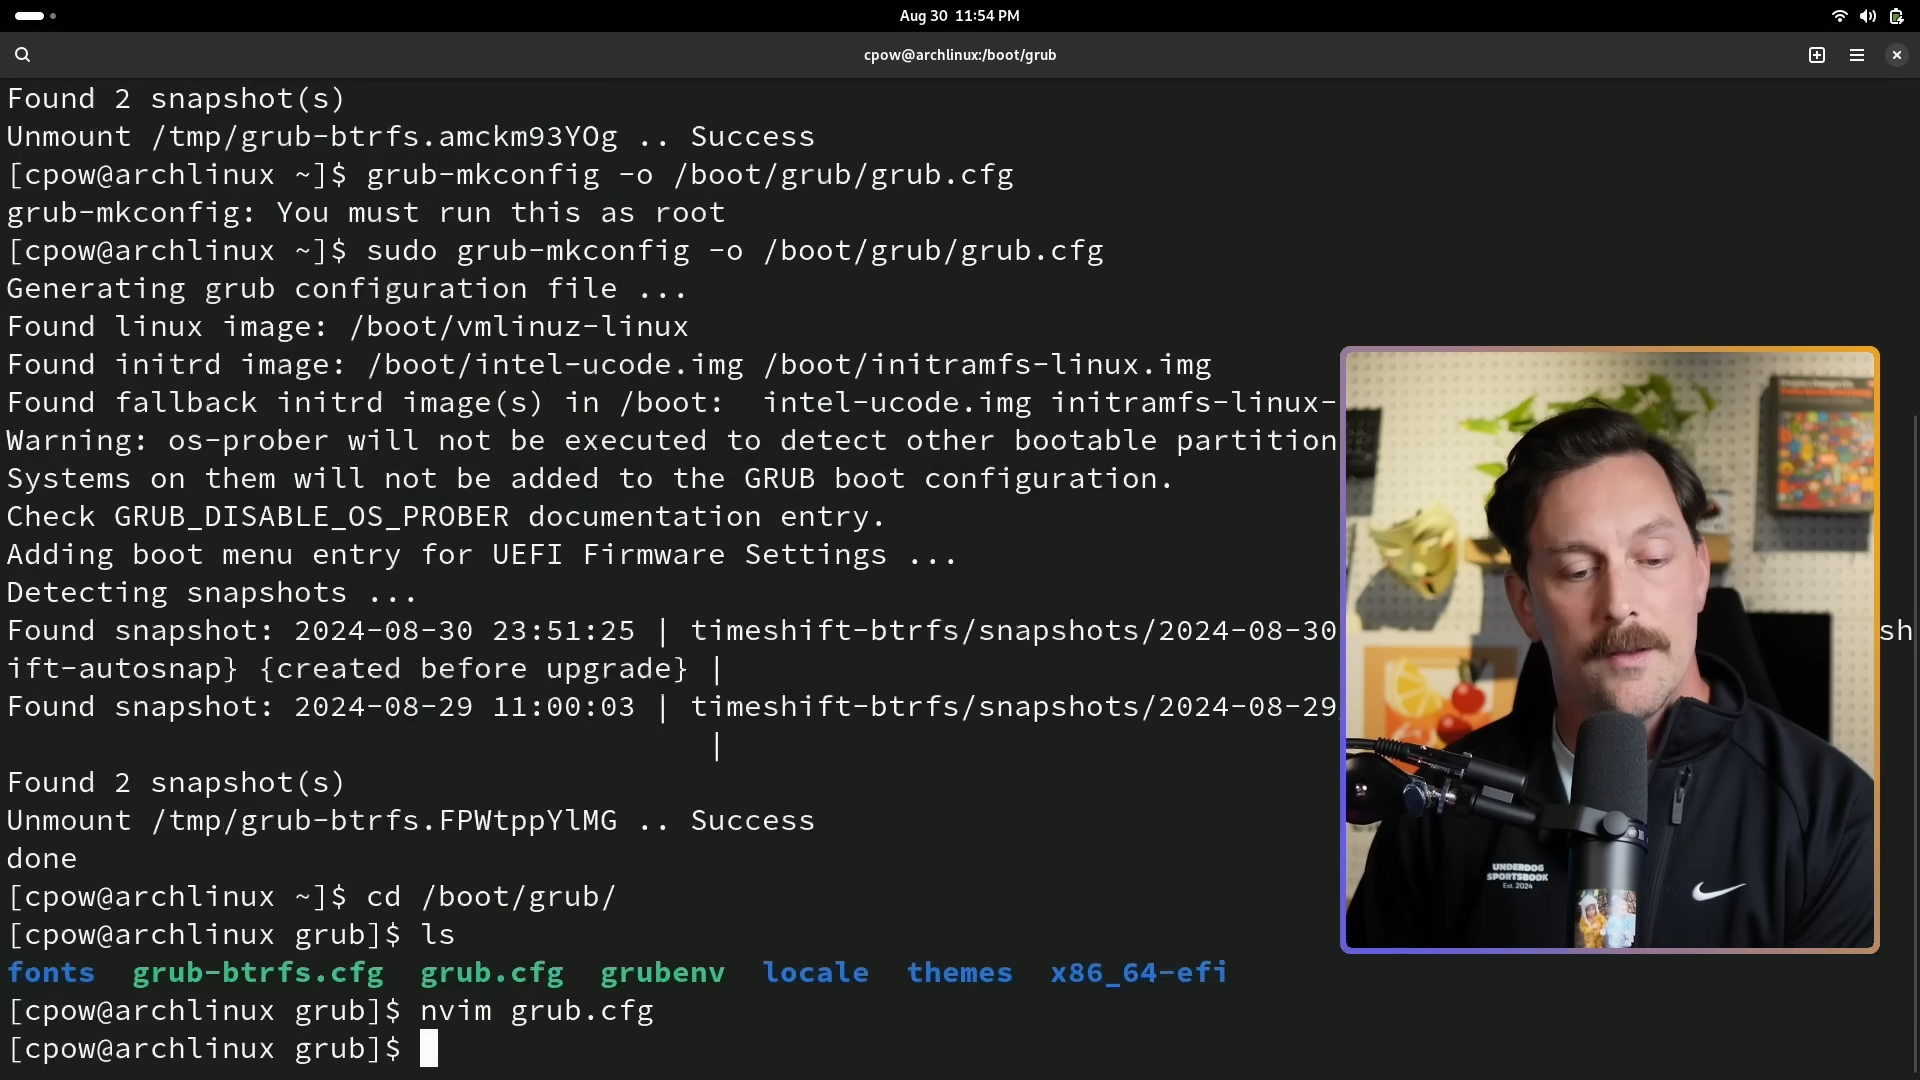 Aug 30 11:54 PM
cpow@archlinux:/boot/grub
Found 2 snapshot(s)
Unmount /tmp/grub-btrfs.amckm93YOg .. Success
[cpow@archlinux ~]$ grub-mkconfig -o /boot/grub/grub.cfg
grub-mkconfig: You must run this as root
[cpow@archlinux ~]$ sudo grub-mkconfig -o /boot/grub/grub.cfg
Generating grub configuration file ...
Found linux image: /boot/vmlinuz-linux
Found initrd image: /boot/intel-ucode.img /boot/initramfs-linux.img
Found fallback initrd image(s) in /boot:  intel-ucode.img initramfs-linux-
Warning: os-prober will not be executed to detect other bootable partition
Systems on them will not be added to the GRUB boot configuration.
Check GRUB_DISABLE_OS_PROBER documentation entry.
Adding boot menu entry for UEFI Firmware Settings ...
Detecting snapshots ...
Found snapshot: 2024-08-30 23:51:25 | timeshift-btrfs/snapshots/2024-08-30 sh
ift-autosnap} {created before upgrade} |
Found snapshot: 2024-08-29 11:00:03 | timeshift-btrfs/snapshots/2024-08-29
|
Found 2 snapshot(s)
Unmount /tmp/grub-btrfs.FPWtppYlMG .. Success
done
[cpow@archlinux ~]$ cd /boot/grub/
[cpow@archlinux grub]$ ls
fonts grub-btrfs.cfg grub.cfg grubenv locale themes x86_64-efi
[cpow@archlinux grub]$ nvim grub.cfg
[cpow@archlinux grub]$
UNDERDOG
SPORTSBOOK
Est. 2024